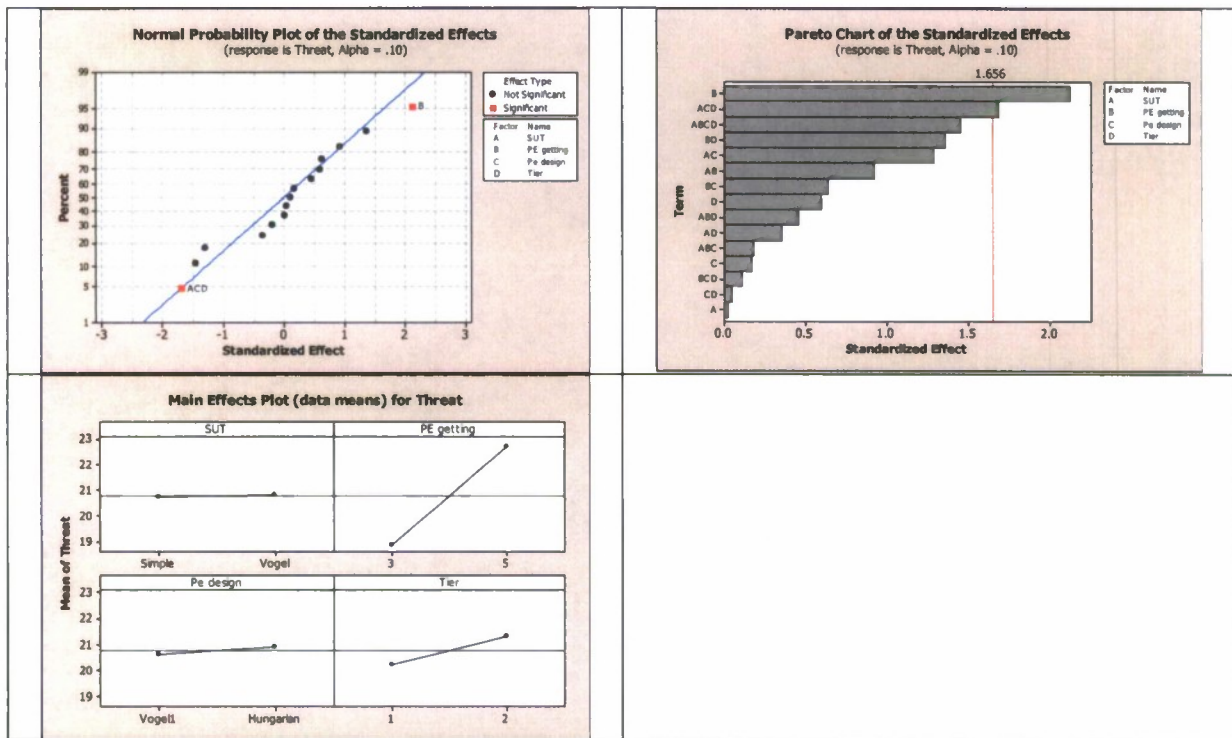 Normal Probability Plot of the Standardized Effects
(response is Threat, Alpha = .10)
99
95
90
80
70
60
50
40
30
20
10
5
1
Percent
B
ACD
-3
-2
-1
0
1
2
3
Standardized Effect
Effect Type
Not Significant
Significant
Factor Name
A SUT
B PE getting
C Pe design
D Tier
Pareto Chart of the Standardized Effects
(response is Threat, Alpha = .10)
1.656
Term
B
ACD
ABCD
BD
AC
AB
BC
D
ABD
AD
ABC
C
BCD
CD
A
0.0
0.5
1.0
1.5
2.0
Standardized Effect
Factor Name
A SUT
B PE getting
C Pe design
D Tier
Main Effects Plot (data means) for Threat
Mean of Threat
SUT
PE getting
23
22
21
20
19
Simple
Vogel
3
5
Pe design
Tier
23
22
21
20
19
Vogel1
Hungarian
1
2